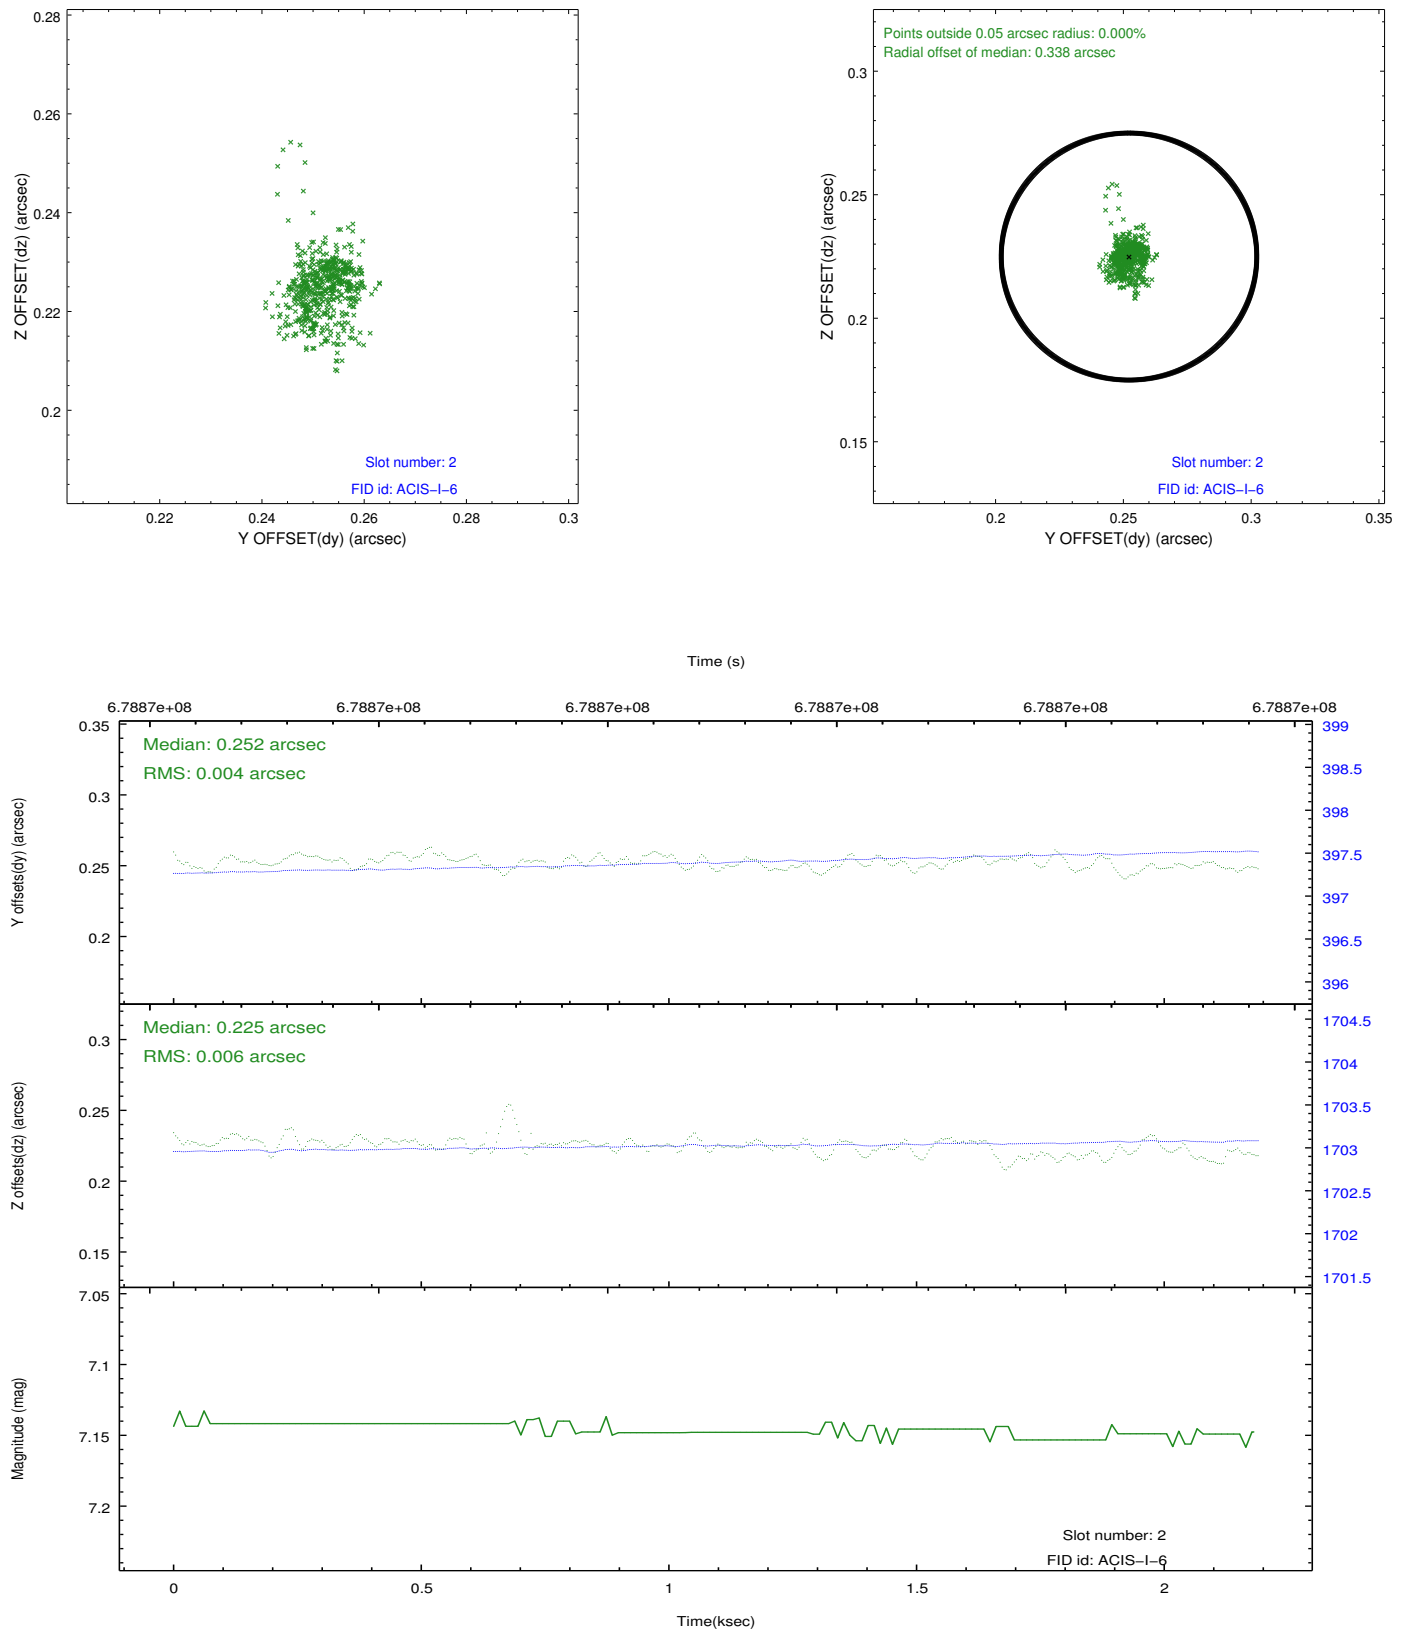 0.28
0.26
0.24
0.22
0.2
Z OFFSET(dz) (arcsec)
Slot number: 2
FID id: ACIS−I−6
0.22
0.24
0.26
0.28
0.3
Y OFFSET(dy) (arcsec)
Points outside 0.05 arcsec radius: 0.000%
Radial offset of median: 0.338 arcsec
0.3
0.25
0.2
0.15
Z OFFSET(dz) (arcsec)
Slot number: 2
FID id: ACIS−I−6
0.2
0.25
0.3
0.35
Y OFFSET(dy) (arcsec)
Time (s)
6.7887e+08
6.7887e+08
6.7887e+08
6.7887e+08
6.7887e+08
6.7887e+08
Median: 0.252 arcsec
RMS: 0.004 arcsec
0.35
0.3
0.25
0.2
Y offsets(dy) (arcsec)
399
398.5
398
397.5
397
396.5
396
Median: 0.225 arcsec
RMS: 0.006 arcsec
0.3
0.25
0.2
0.15
Z offsets(dz) (arcsec)
1704.5
1704
1703.5
1703
1702.5
1702
1701.5
7.05
7.1
7.15
7.2
Magnitude (mag)
Slot number: 2
FID id: ACIS−I−6
0
0.5
1
1.5
2
Time(ksec)